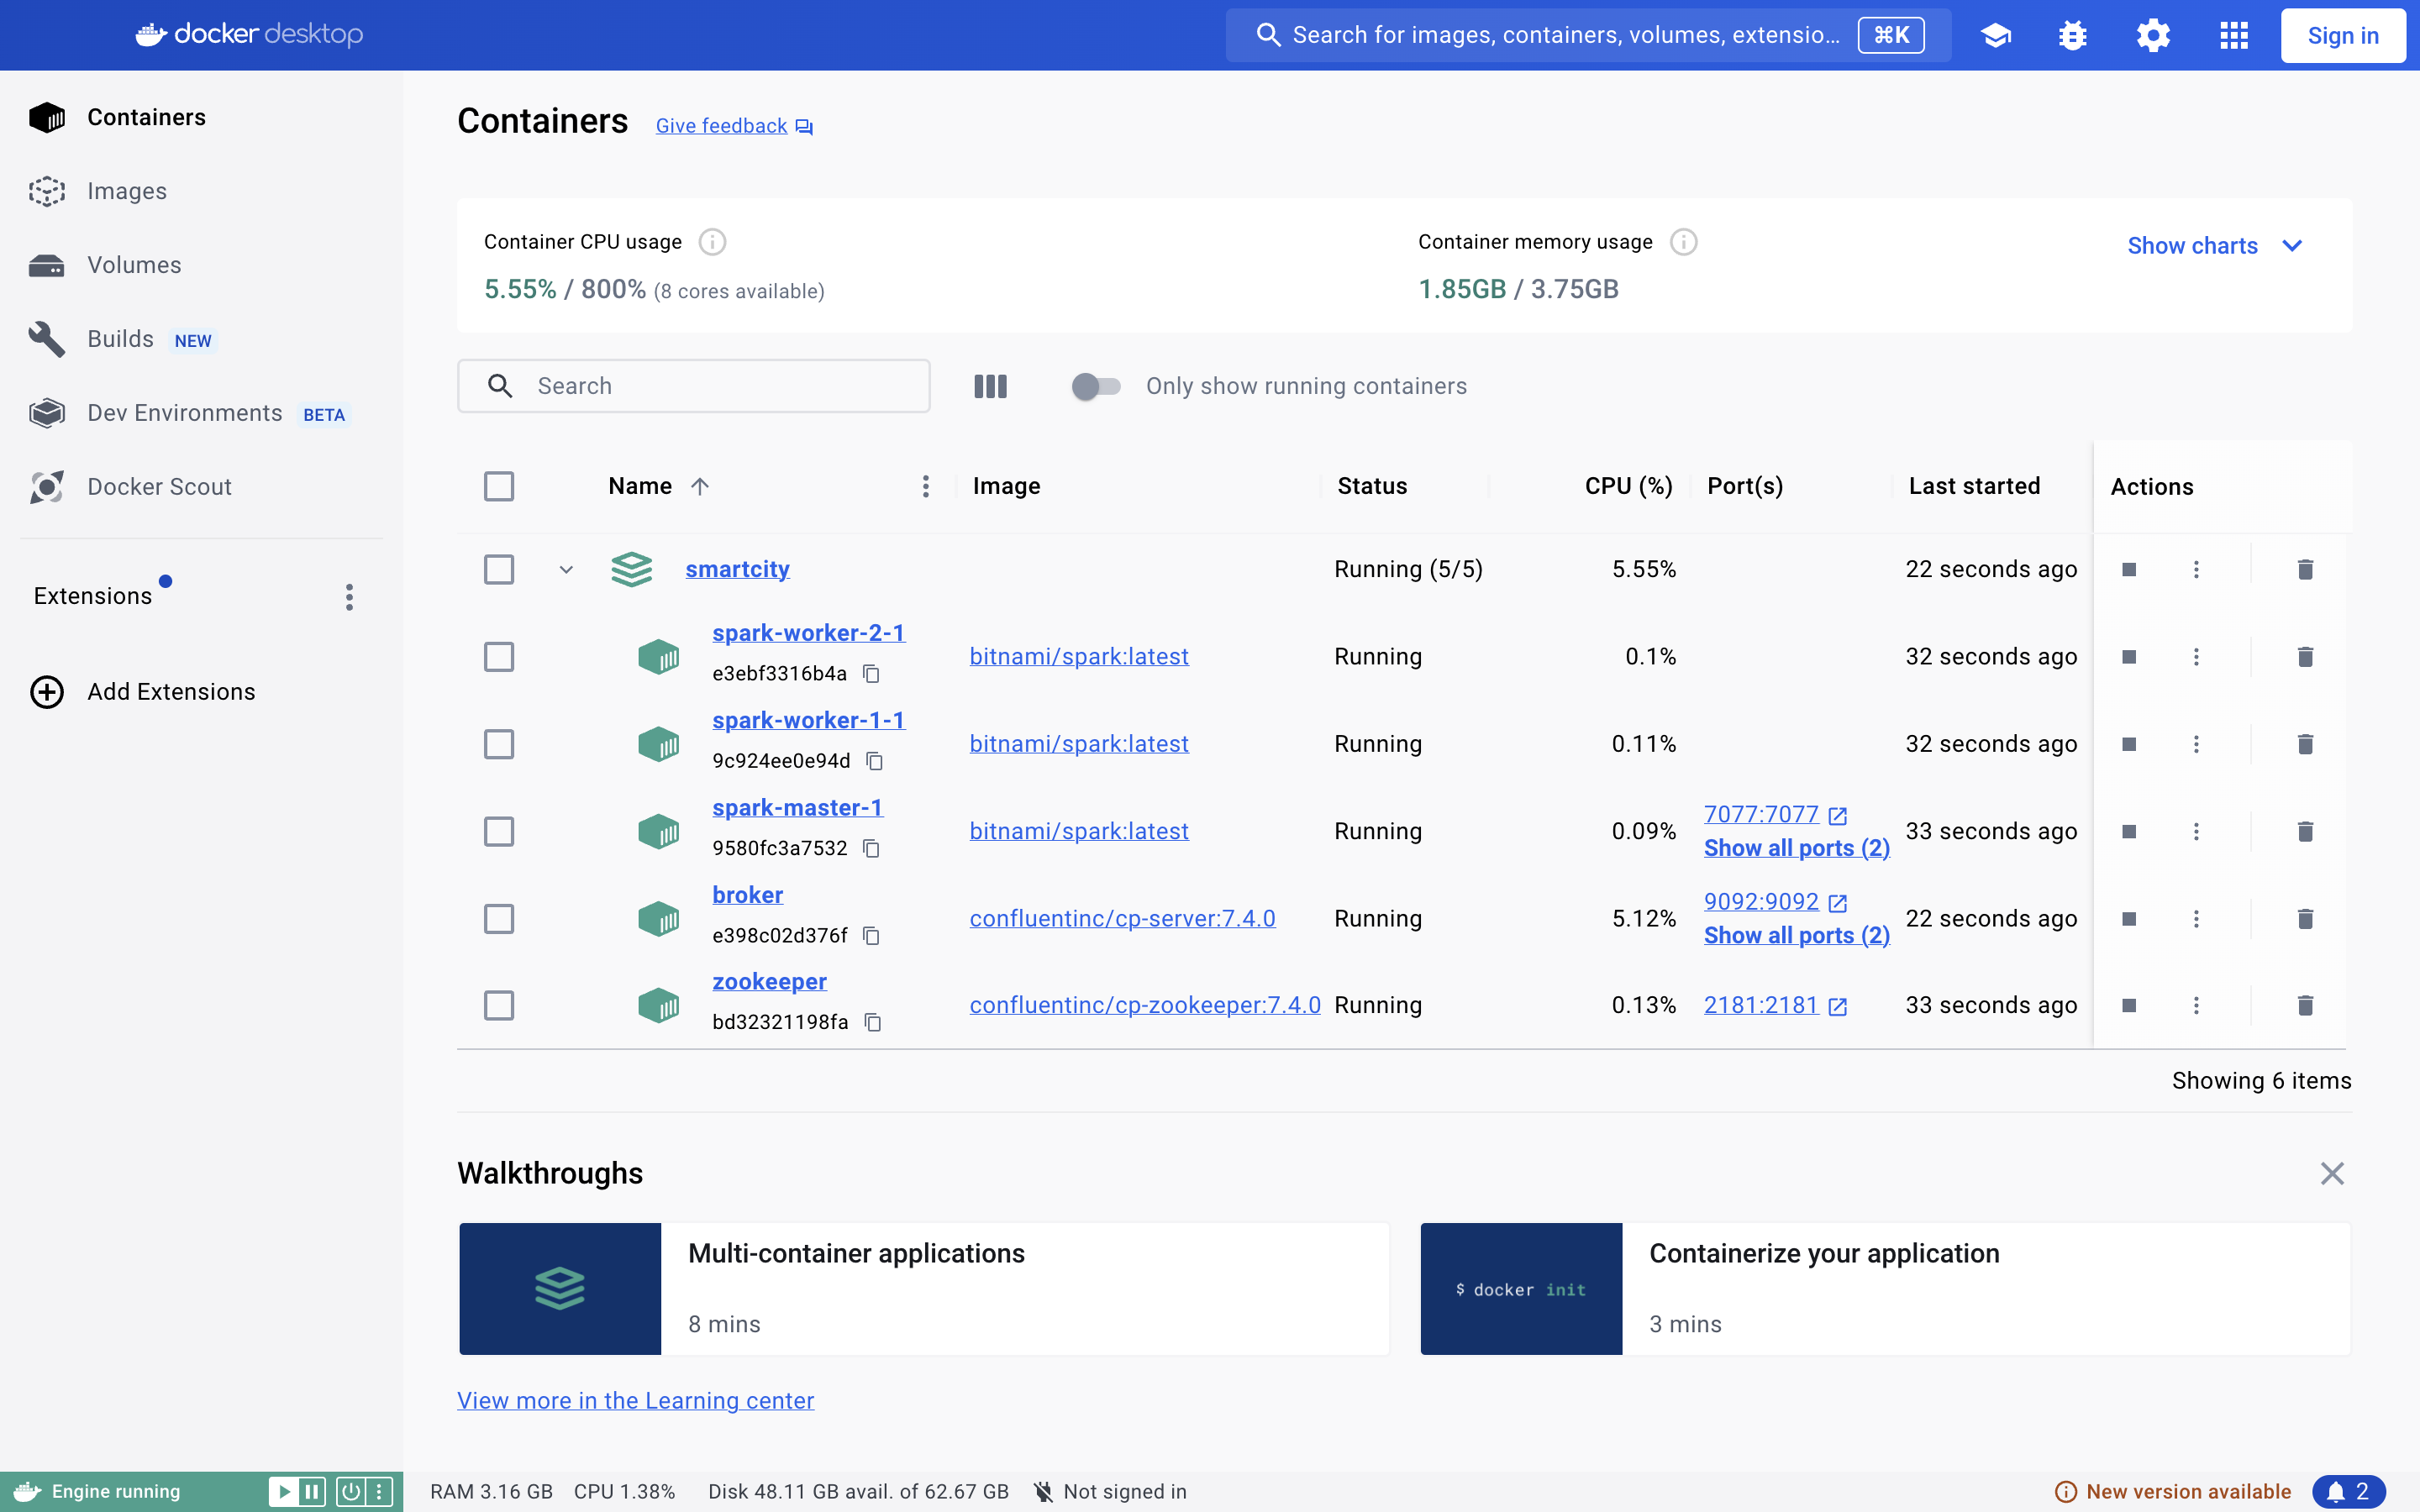 docker desktop
Search for images, containers, volumes, extensio...
⌘K
Sign in
Containers
Images
Volumes
Builds NEW
Dev Environments BETA
Docker Scout
Extensions
Add Extensions
Containers Give feedback
Container CPU usage
5.55% / 800% (8 cores available)
Container memory usage
1.85GB / 3.75GB
Show charts
Search
Only show running containers
Name Image Status CPU (%) Port(s) Last started Actions
smartcity Running (5/5) 5.55% 22 seconds ago
spark-worker-2-1
e3ebf3316b4a
bitnami/spark:latest Running 0.1% 32 seconds ago
spark-worker-1-1
9c924ee0e94d
bitnami/spark:latest Running 0.11% 32 seconds ago
spark-master-1
9580fc3a7532
bitnami/spark:latest Running 0.09%
7077:7077
Show all ports (2)
33 seconds ago
broker
e398c02d376f
confluentinc/cp-server:7.4.0 Running 5.12%
9092:9092
Show all ports (2)
22 seconds ago
zookeeper
bd32321198fa
confluentinc/cp-zookeeper:7.4.0 Running 0.13% 2181:2181 33 seconds ago
Showing 6 items
Walkthroughs
Multi-container applications
8 mins
$ docker init
Containerize your application
3 mins
View more in the Learning center
Engine running
RAM 3.16 GB CPU 1.38% Disk 48.11 GB avail. of 62.67 GB Not signed in
New version available
2